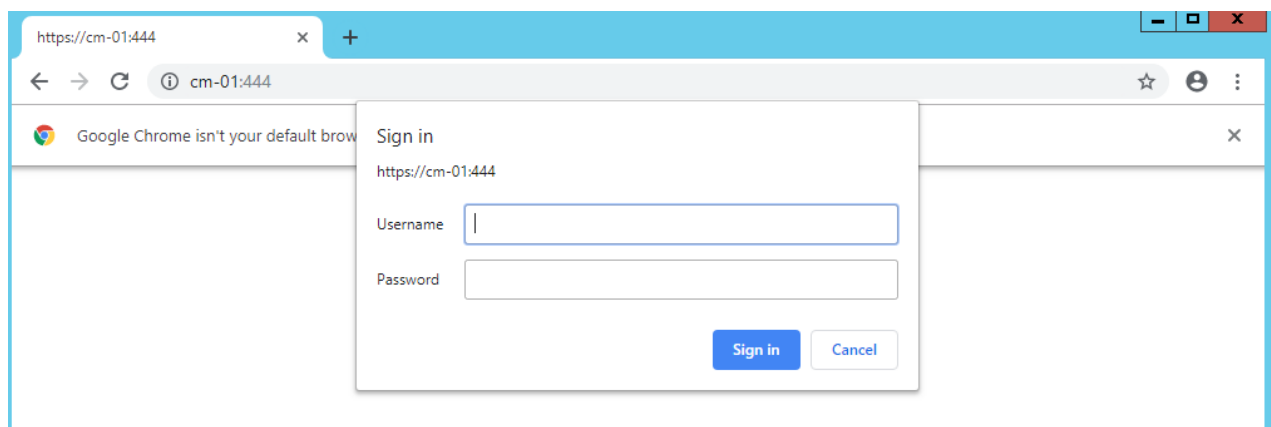 https://cm-01:444
cm-01:444
Google Chrome isn't your default brow
Sign in
https://cm-01:444
Username
Password
Sign in Cancel